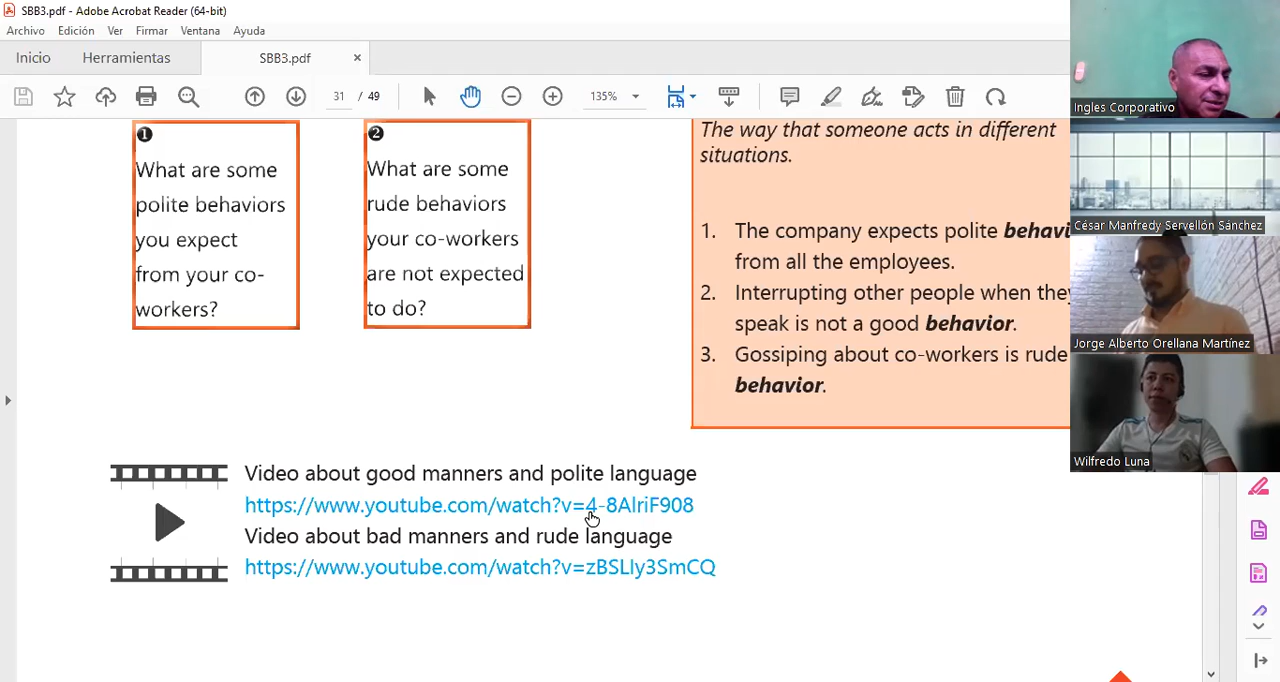 SBB3.pdf - Adobe Acrobat Reader (64-bit)
Archivo Edición Ver Firmar Ventana Ayuda
Inicio Herramientas SBB3.pdf ×
31 / 49 135%
1
What are some
polite behaviors
you expect
from your co-
workers?
2
What are some
rude behaviors
your co-workers
are not expected
to do?
The way that someone acts in different
situations.
1. The company expects polite behavi
from all the employees.
2. Interrupting other people when they
speak is not a good behavior.
3. Gossiping about co-workers is rude
behavior.
Video about good manners and polite language
https://www.youtube.com/watch?v=4-8AlriF908
Video about bad manners and rude language
https://www.youtube.com/watch?v=zBSLIy3SmCQ
Ingles Corporativo
César Manfredy Servellón Sánchez
Jorge Alberto Orellana Martínez
Wilfredo Luna